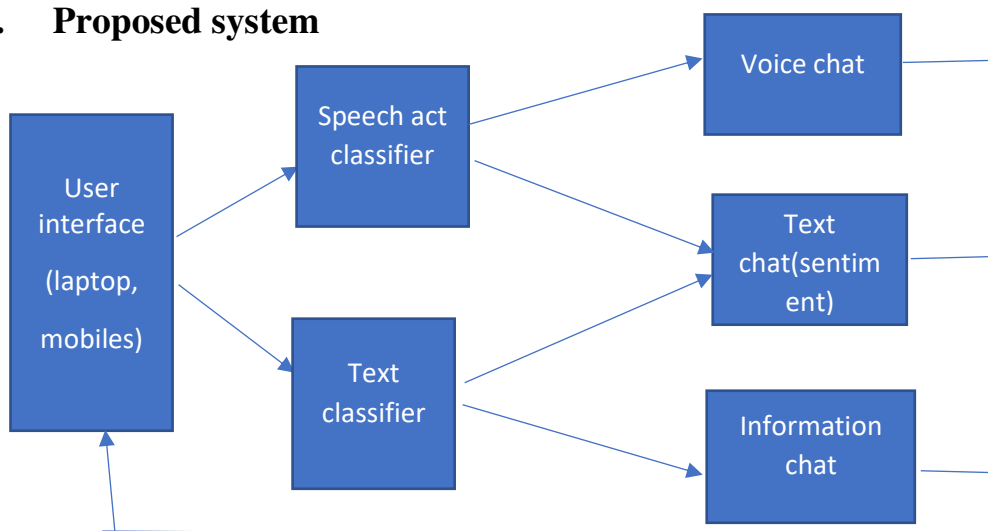 . Proposed system
Voice chat
Speech act
classifier
User
interface
(laptop,
mobiles)
Text
chat(sentim
ent)
Text
classifier
Information
chat